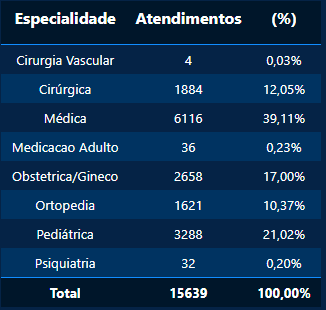 Especialidade Atendimentos (%)
Cirurgia Vascular 4 0,03%
Cirúrgica 1884 12,05%
Médica 6116 39,11%
Medicacao Adulto 36 0,23%
Obstetrica/Gineco 2658 17,00%
Ortopedia 1621 10,37%
Pediátrica 3288 21,02%
Psiquiatria 32 0,20%
Total 15639 100,00%